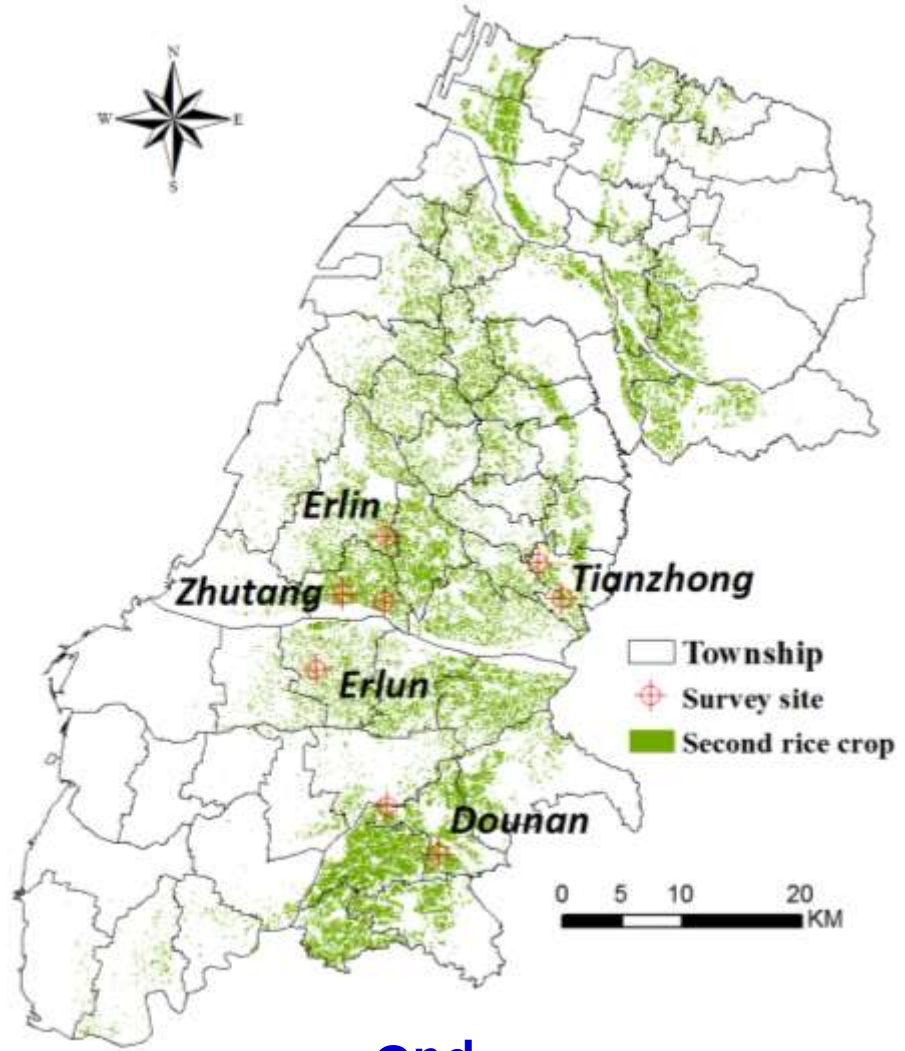 N
W E
S
Erlin
Tianzhong
Zhutang
Township
Erlun
Survey site
Second rice crop
Dounan
0 5 10 20
KM